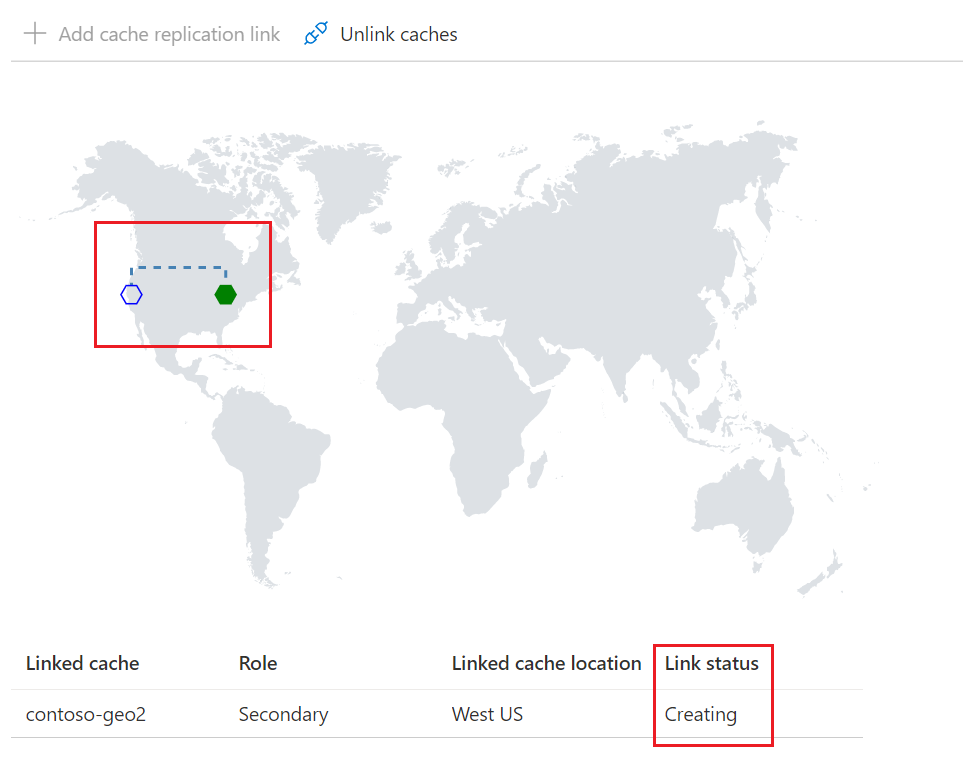 Add cache replication link Unlink caches
Linked cache Role Linked cache location Link status
contoso-geo2 Secondary West US Creating